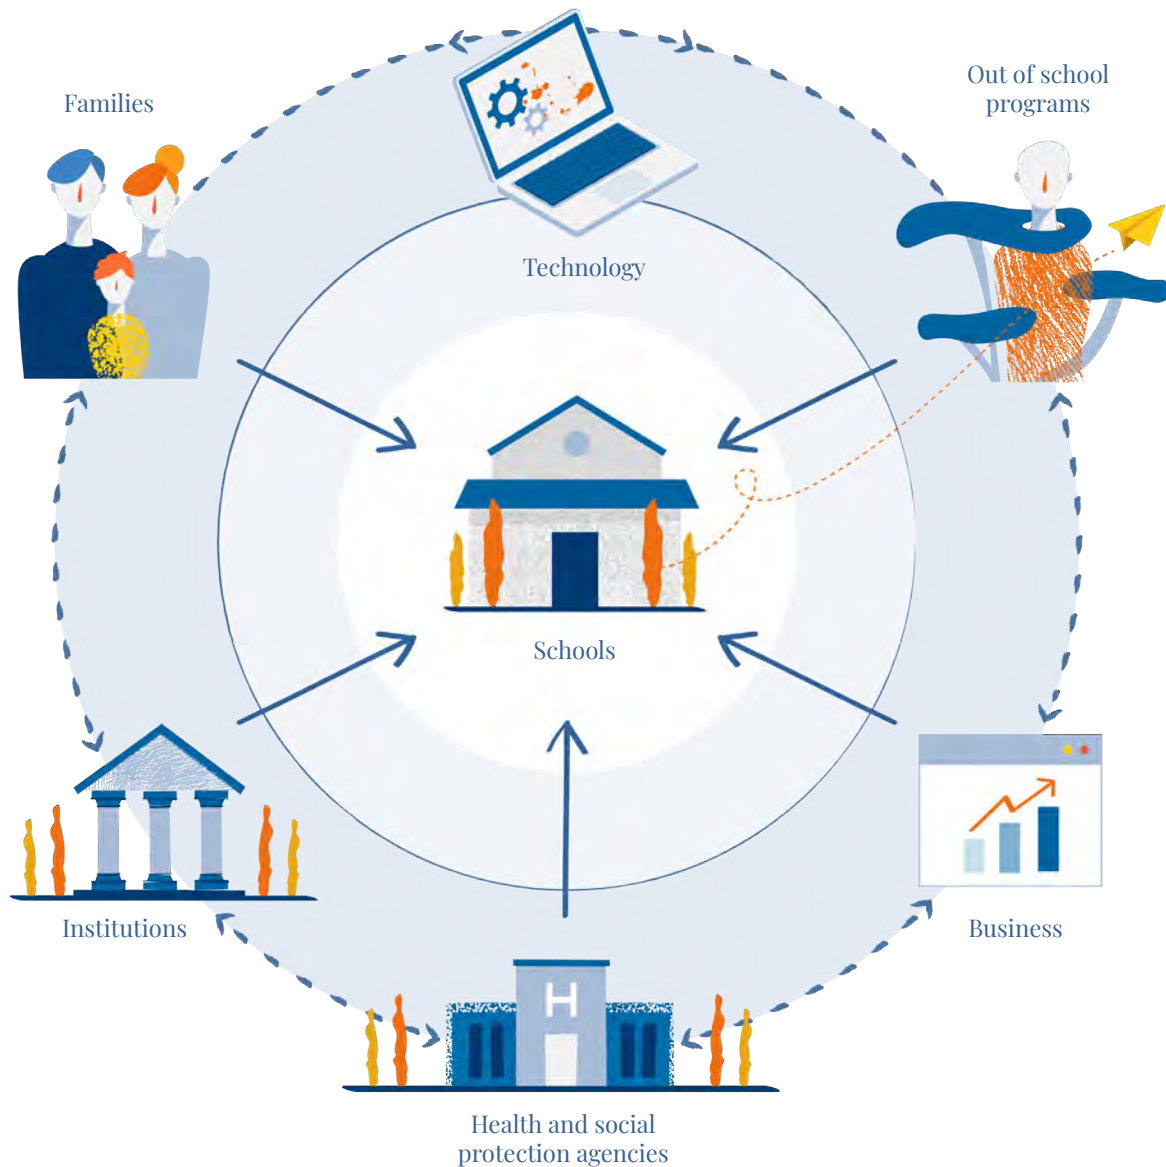 Families
Out of school
programs
Technology
Schools
Institutions
Business
H
Health and social
protection agencies